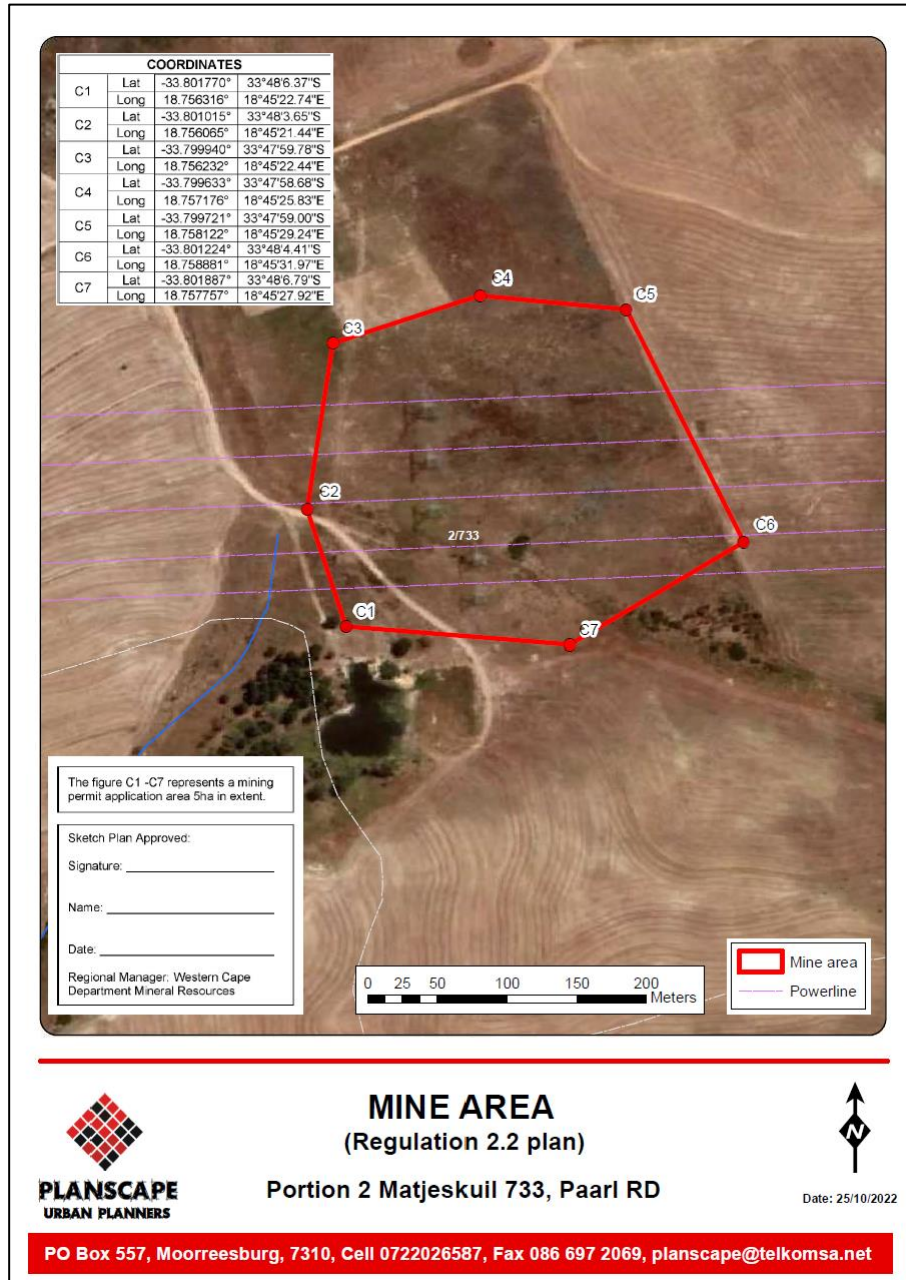 COORDINATES
C1 Lat -33.801770° 33°48'6.37"S
Long 18.756316° 18°45'22.74"E
C2 Lat -33.801015° 33°48'3.65"S
Long 18.756065° 18°45'21.44"E
C3 Lat -33.799940° 33°47'59.78"S
Long 18.756232° 18°45'22.44"E
C4 Lat -33.799633° 33°47'58.68"S
Long 18.757176° 18°45'25.83"E
C5 Lat -33.799721° 33°47'59.00"S
Long 18.758122° 18°45'29.24"E
C6 Lat -33.801224° 33°48'4.41"S
Long 18.758881° 18°45'31.97"E
C7 Lat -33.801887° 33°48'6.79"S
Long 18.757757° 18°45'27.92"E
C4
C5
C3
C2
2/733
C6
C1
C7
The figure C1 -C7 represents a mining
permit application area 5ha in extent.
Sketch Plan Approved:
Signature:
Name:
Date:
Regional Manager: Western Cape
Department Mineral Resources
0 25 50 100 150 200
Meters
Mine area
Powerline
PLANSCAPE
URBAN PLANNERS
MINE AREA
(Regulation 2.2 plan)
Portion 2 Matjeskuil 733, Paarl RD
N
Date: 25/10/2022
PO Box 557, Moorreesburg, 7310, Cell 0722026587, Fax 086 697 2069, planscape@telkomsa.net